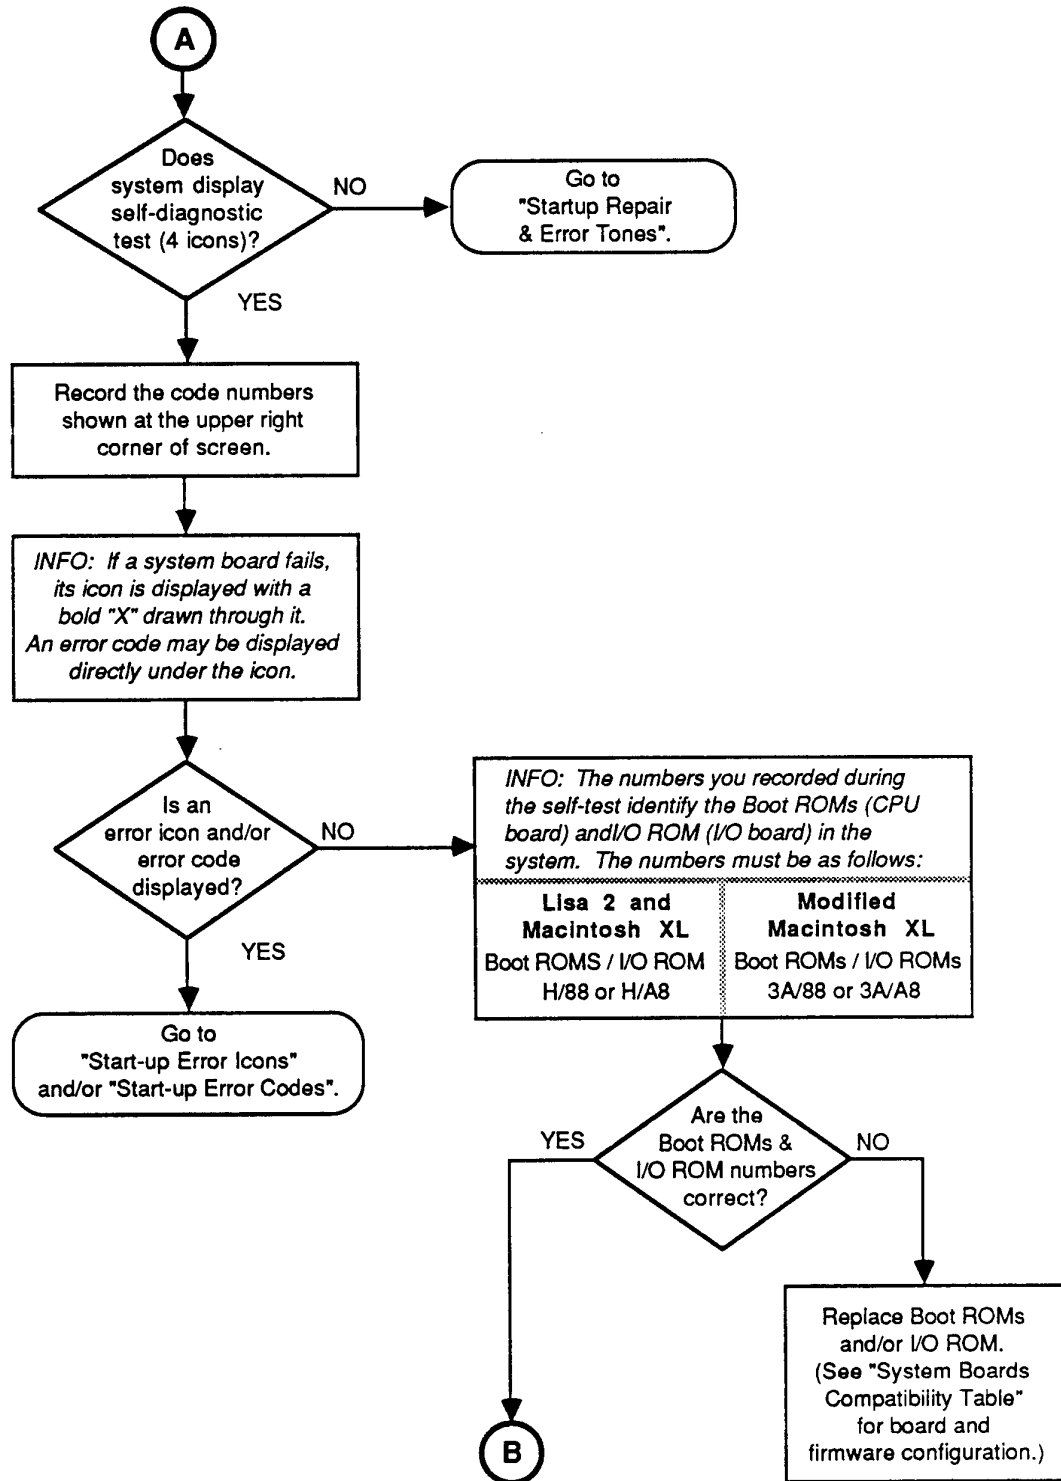 A
Does
system display
self-diagnostic
test (4 icons)?
NO
Go to
"Startup Repair
& Error Tones".
YES
Record the code numbers
shown at the upper right
corner of screen.
INFO: If a system board fails,
its icon is displayed with a
bold "X" drawn through it.
An error code may be displayed
directly under the icon.
Is an
error icon and/or
error code
displayed?
NO
INFO: The numbers you recorded during
the self-test identify the Boot ROMs (CPU
board) andI/O ROM (I/O board) in the
system. The numbers must be as follows:
Lisa 2 and
Macintosh XL
Boot ROMS / I/O ROM
H/88 or H/A8
Modified
Macintosh XL
Boot ROMs / I/O ROMs
3A/88 or 3A/A8
YES
Go to
"Start-up Error Icons"
and/or "Start-up Error Codes".
Are the
Boot ROMs &
I/O ROM numbers
correct?
YES
NO
Replace Boot ROMs
and/or I/O ROM.
(See "System Boards
Compatibility Table"
for board and
firmware configuration.)
B